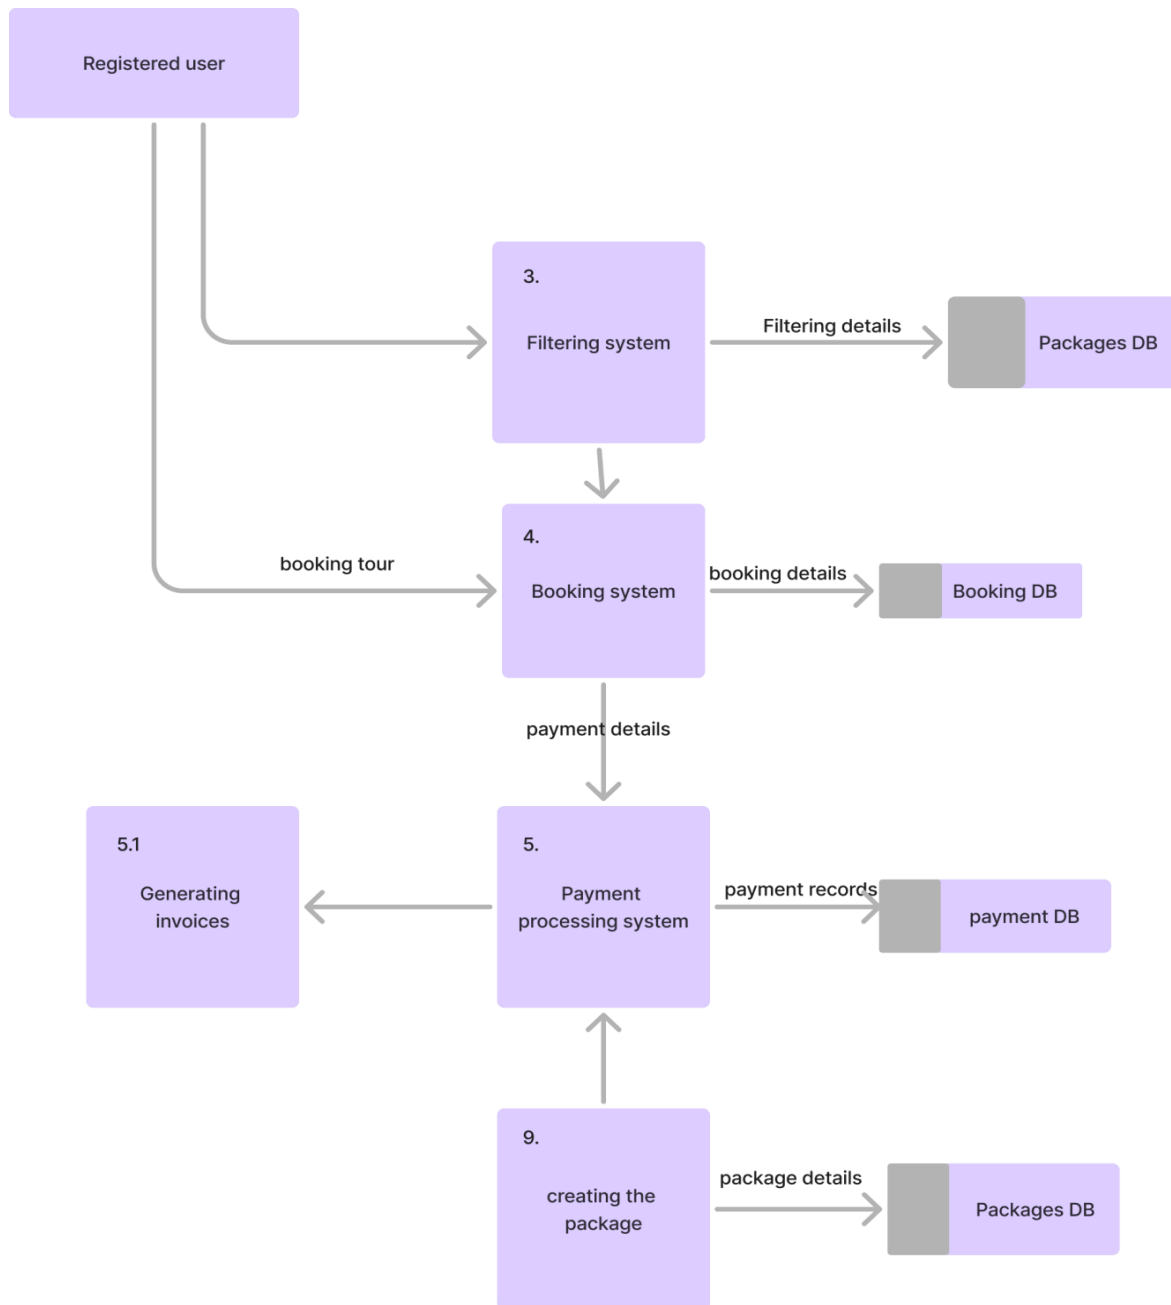 Registered user
3.
Filtering system
Filtering details
Packages DB
4.
Booking system
booking tour
booking details
Booking DB
payment details
5.1
Generating
invoices
5.
Payment
processing system
payment records
payment DB
9.
creating the
package
package details
Packages DB